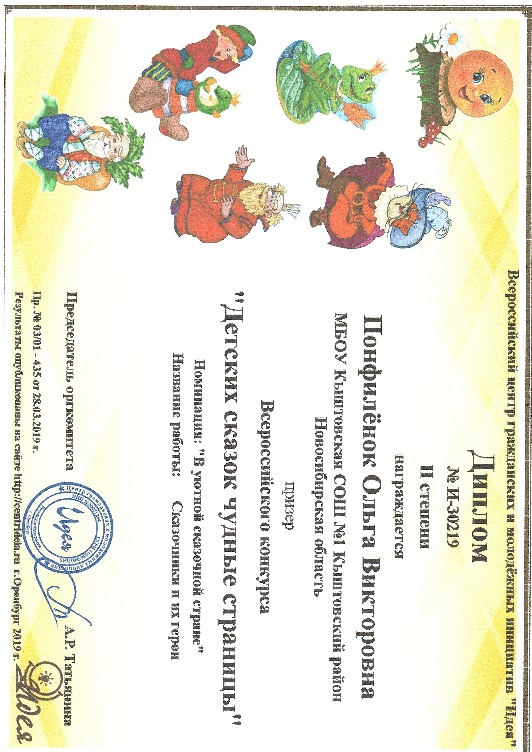 Всероссийский центр гражданских и молодёжных инициатив "Идея"
Диплом
№ И-30219
II степени
награждается
Понфилёнок Ольга Викторовна
МБОУ Кыштовская СОШ №1 Кыштовский район
Новосибирская область
призер
Всероссийского конкурса
"Детских сказок чудные страницы"
Номинация: "В уютной сказочной стране"
Название работы: Сказочники и их герои
Председатель оргкомитета А.Р. Татьянина
Пр. № 03/01 - 435 от 28.03.2019 г.
Результаты опубликованы на сайте http://centrideia.ru г.Оренбург 2019 г.
Идея
Идея